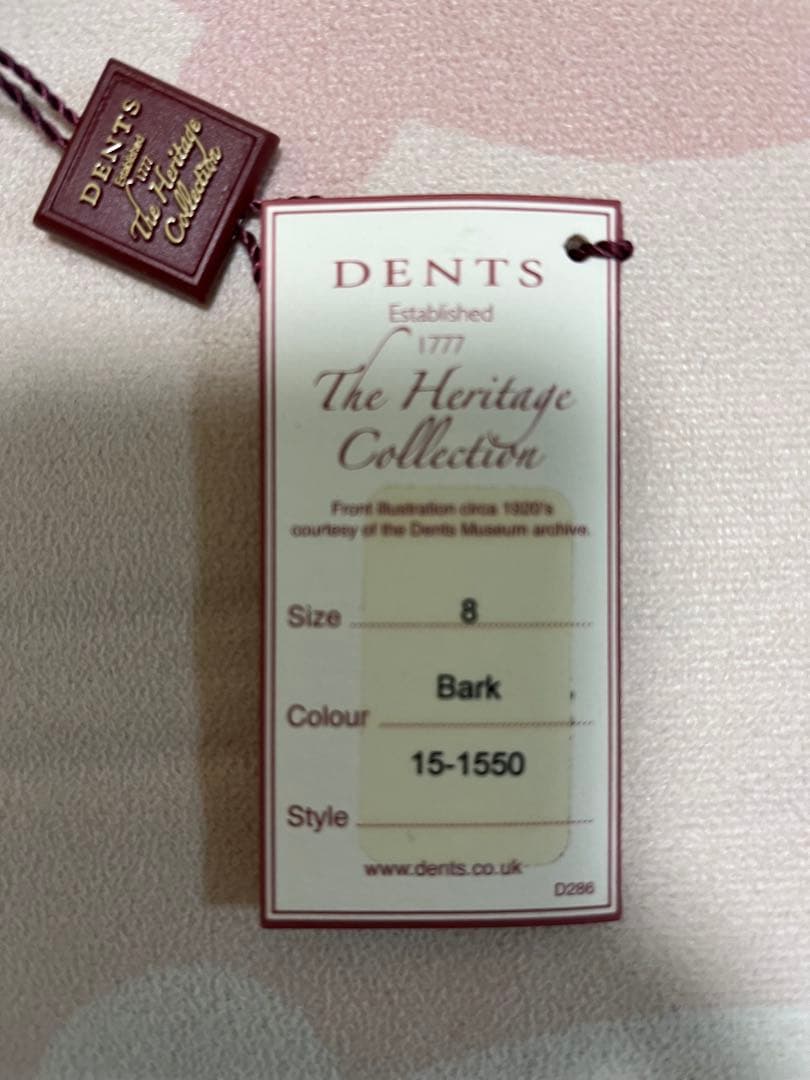 DENTS
Established
1777
The Heritage
Collection
DENTS
Established
1777
The Heritage
Collection
Front illustration circa 1920's
courtesy of the Dents Museum archive.
Size 8
Bark
Colour
15-1550
Style
www.dents.co.uk
D286